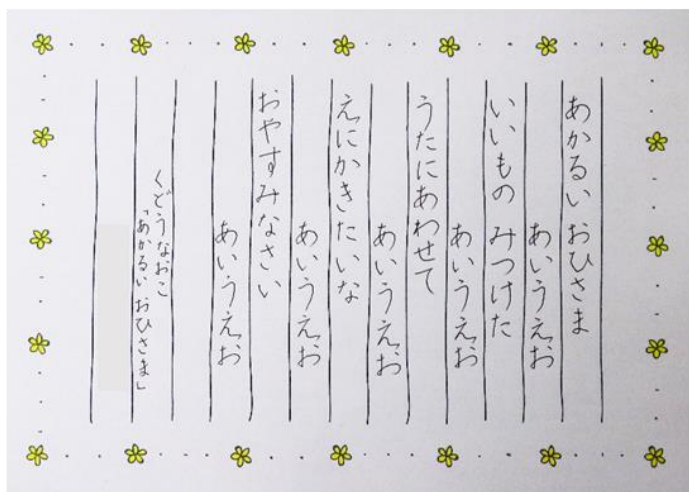 あかるい おひさま
あいうえお
いいもの みつけた
あいうえお
うたにあわせて
あいうえお
えにかきたいな
あいうえお
おやすみなさい
あいうえお
くどうなおこ
「あかるい おひさま」